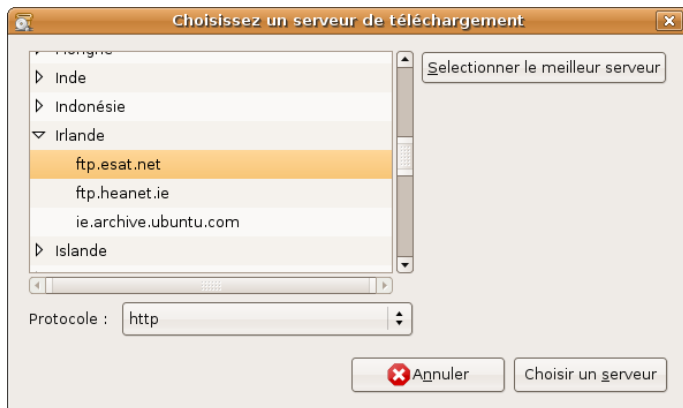 Choisissez un serveur de téléchargement
Hongrie
Inde
Indonésie
Irlande
ftp.esat.net
ftp.heanet.ie
ie.archive.ubuntu.com
Islande
Selectionner le meilleur serveur
Protocole : http
Annuler
Choisir un serveur